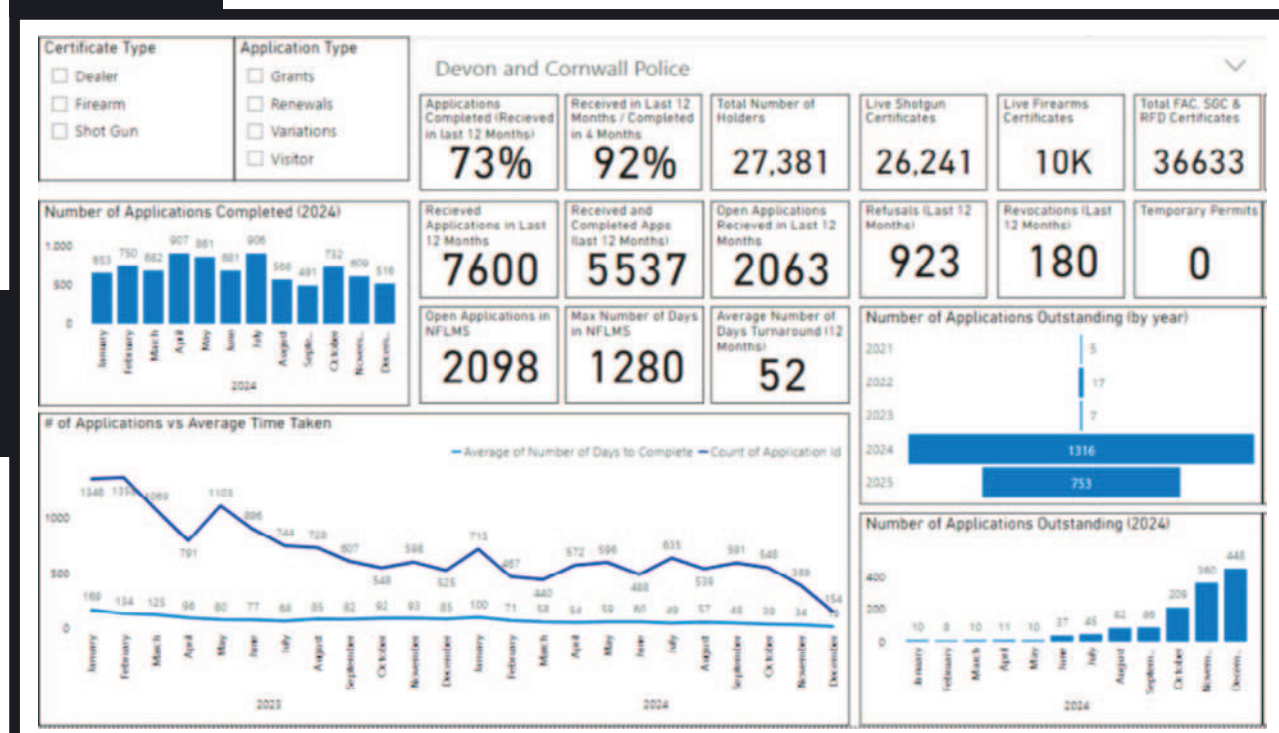 Certificate Type
Dealer
Firearm
Shot Gun
Application Type
Grants
Renewals
Variations
Visitor
Devon and Cornwall Police
Applications
Completed (Recieved
in last 12 Months)
73%
Received in Last 12
Months / Completed
in 4 Months
92%
Total Number of
Holders
27,381
Live Shotgun
Certificates
26,241
Live Firearms
Certificates
10K
Total FAC, SGC &
RFD Certificates
36633
Number of Applications Completed (2024)
1,000
500
0
653 750 682 907 861 681 906 566 491 732 609 516
January February March April May June July August Septe... October Novem... Decem...
2024
Recieved
Applications in Last
12 Months
7600
Received and
Completed Apps
(last 12 Months)
5537
Open Applications
Recieved in Last 12
Months
2063
Refusals (Last 12
Months)
923
Revocations (Last
12 Months)
180
Temporary Permits
0
Open Applications in
NFLMS
2098
Max Number of Days
in NFLMS
1280
Average Number of
Days Turnaround (12
Months)
52
Number of Applications Outstanding (by year)
2021 5
2022 17
2023 7
2024 1316
2025 753
# of Applications vs Average Time Taken
Average of Number of Days to Complete Count of Application Id
1000
500
0
1346 1069 791 1103 896 744 728 607 548 598 525 715 467 440 572 596 488 635 539 591 548 389 154
169 134 125 96 80 77 68 85 82 92 93 85 100 71 58 54 59 60 49 57 48 39 34 19
January February March April May June July August September October November December January February March April May June July August September October November December
2023 2024
Number of Applications Outstanding (2024)
400
200
0
10 8 10 11 10 37 45 82 86 209 360 448
January February March April May June July August Septem... October Novem... Decem...
2024